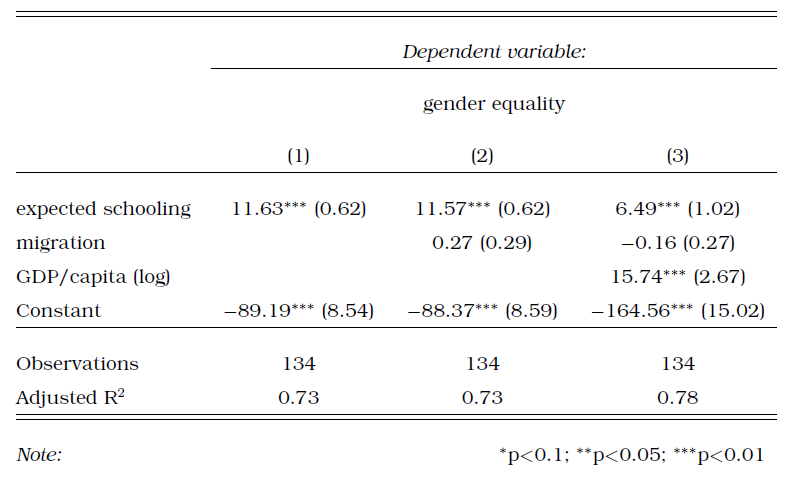 Dependent variable:
gender equality
(1) (2) (3)
expected schooling 11.63*** (0.62) 11.57*** (0.62) 6.49*** (1.02)
migration 0.27 (0.29) −0.16 (0.27)
GDP/capita (log) 15.74*** (2.67)
Constant −89.19*** (8.54) −88.37*** (8.59) −164.56*** (15.02)
Observations 134 134 134
Adjusted R² 0.73 0.73 0.78
Note: *p<0.1; **p<0.05; ***p<0.01